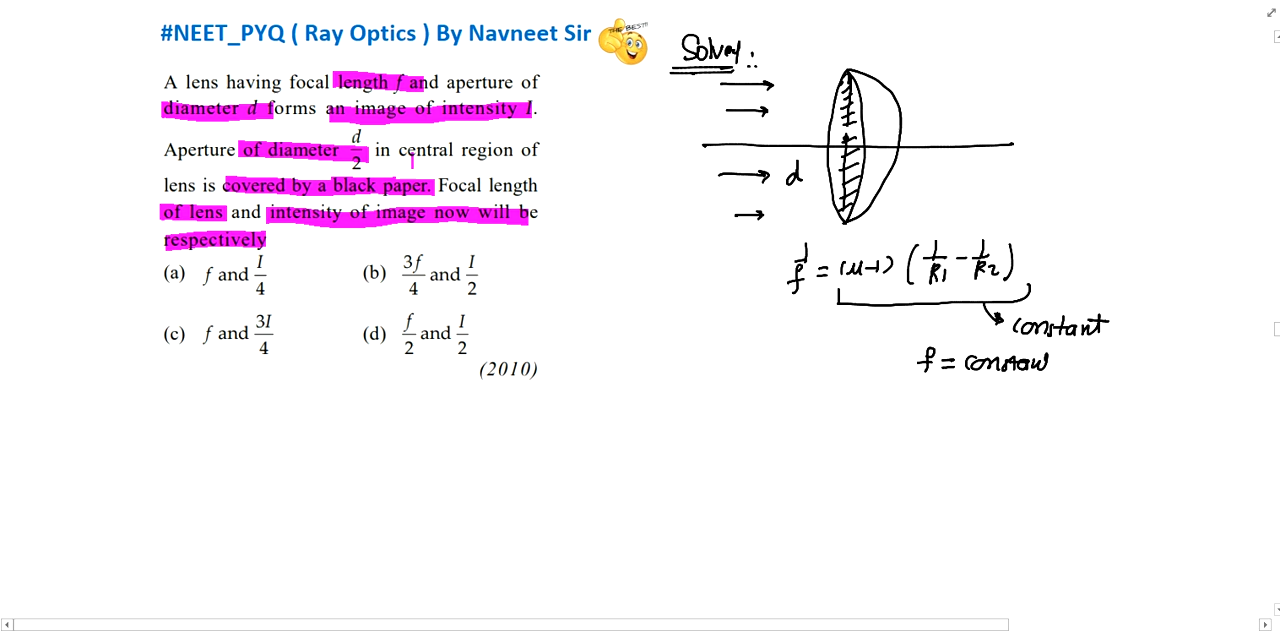 #NEET_PYQ ( Ray Optics ) By Navneet Sir
THE BEST!!
A lens having focal length f and aperture of
diameter d forms an image of intensity I.
Aperture of diameter d/2 in central region of
lens is covered by a black paper. Focal length
of lens and intensity of image now will be
respectively
(a) f and I/4 (b) 3f/4 and I/2
(c) f and 3I/4 (d) f/2 and I/2
(2010)
d
1/f = (μ-1) (1/R1 - 1/R2)
constant